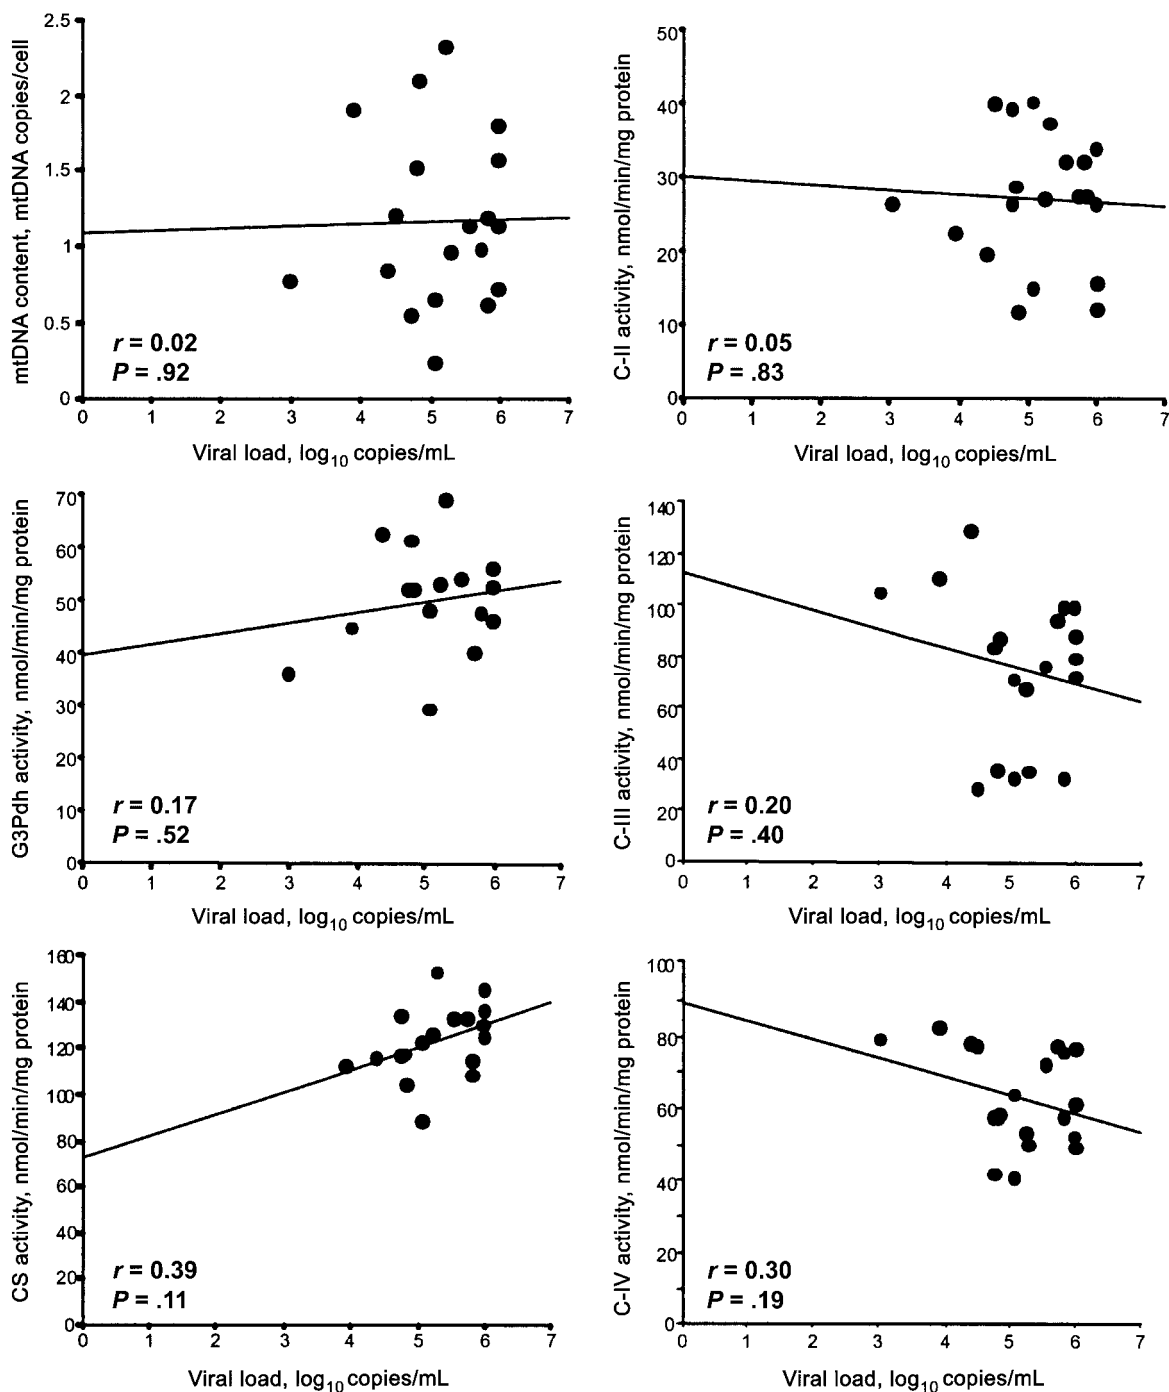 mtDNA content, mtDNA copies/cell
2.5
2
1.5
1
0.5
0
r = 0.02
P = .92
0 1 2 3 4 5 6 7
Viral load, log10 copies/mL
C-II activity, nmol/min/mg protein
50
40
30
20
10
0
r = 0.05
P = .83
0 1 2 3 4 5 6 7
Viral load, log10 copies/mL
G3Pdh activity, nmol/min/mg protein
70
60
50
40
30
20
10
0
r = 0.17
P = .52
0 1 2 3 4 5 6 7
Viral load, log10 copies/mL
C-III activity, nmol/min/mg protein
140
120
100
80
60
40
20
0
r = 0.20
P = .40
0 1 2 3 4 5 6 7
Viral load, log10 copies/mL
CS activity, nmol/min/mg protein
160
140
120
100
80
60
40
20
0
r = 0.39
P = .11
0 1 2 3 4 5 6 7
Viral load, log10 copies/mL
C-IV activity, nmol/min/mg protein
100
80
60
40
20
0
r = 0.30
P = .19
0 1 2 3 4 5 6 7
Viral load, log10 copies/mL